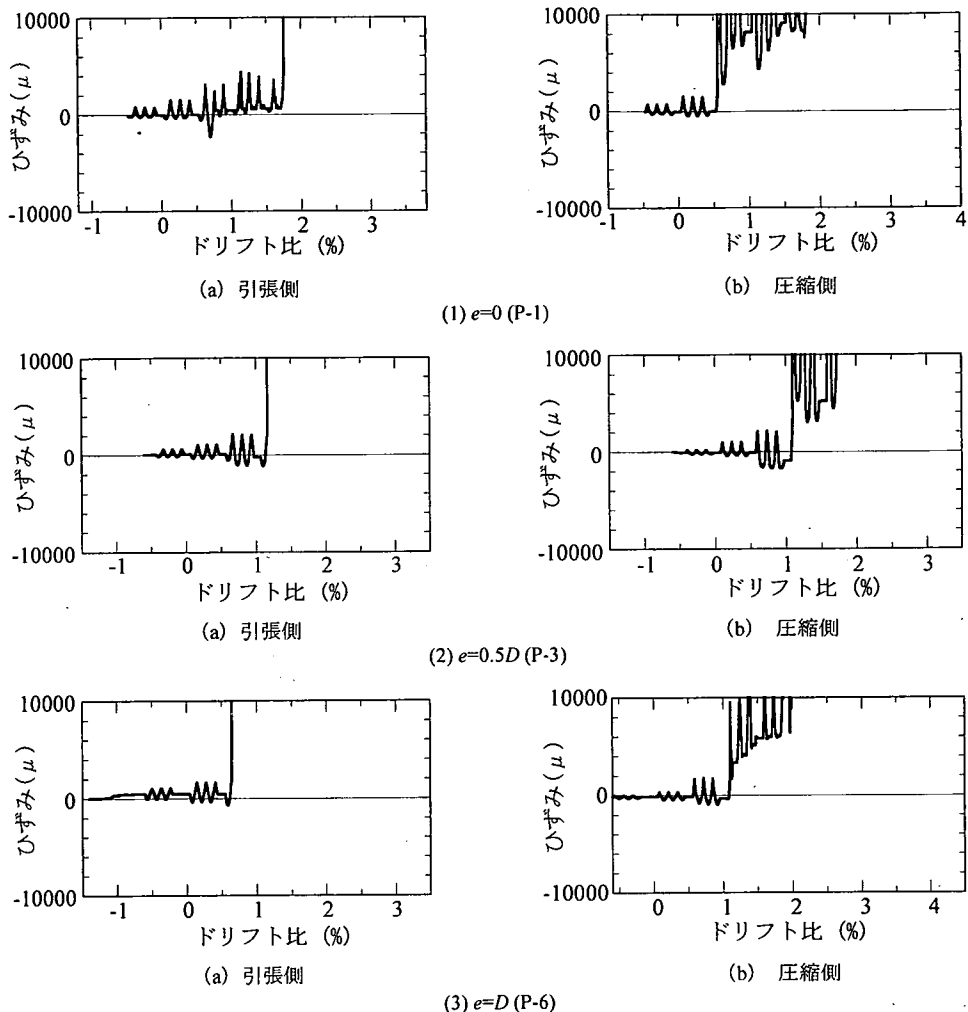 10000
0
-10000
ひずみ(μ)
-1 0 1 2 3
ドリフト比 (%)
(a) 引張側
10000
0
-10000
ひずみ(μ)
-1 0 1 2 3 4
ドリフト比 (%)
(b) 圧縮側
(1) e=0 (P-1)
10000
0
-10000
ひずみ(μ)
-1 0 1 2 3
ドリフト比 (%)
(a) 引張側
10000
0
-10000
ひずみ(μ)
-1 0 1 2 3
ドリフト比 (%)
(b) 圧縮側
(2) e=0.5D (P-3)
10000
0
-10000
ひずみ(μ)
-1 0 1 2 3
ドリフト比 (%)
(a) 引張側
10000
0
-10000
ひずみ(μ)
0 1 2 3 4
ドリフト比 (%)
(b) 圧縮側
(3) e=D (P-6)